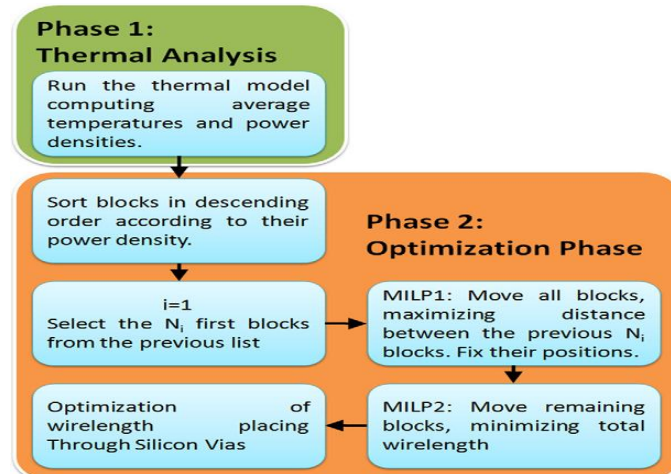 Phase 1:
Thermal Analysis
Run the thermal model
computing average
temperatures and power
densities.
Sort blocks in descending
order according to their
power density.
Phase 2:
Optimization Phase
i=1
Select the Ni first blocks
from the previous list
MILP1: Move all blocks,
maximizing distance
between the previous Ni
blocks. Fix their positions.
MILP2: Move remaining
blocks, minimizing total
wirelength
Optimization of
wirelength placing
Through Silicon Vias